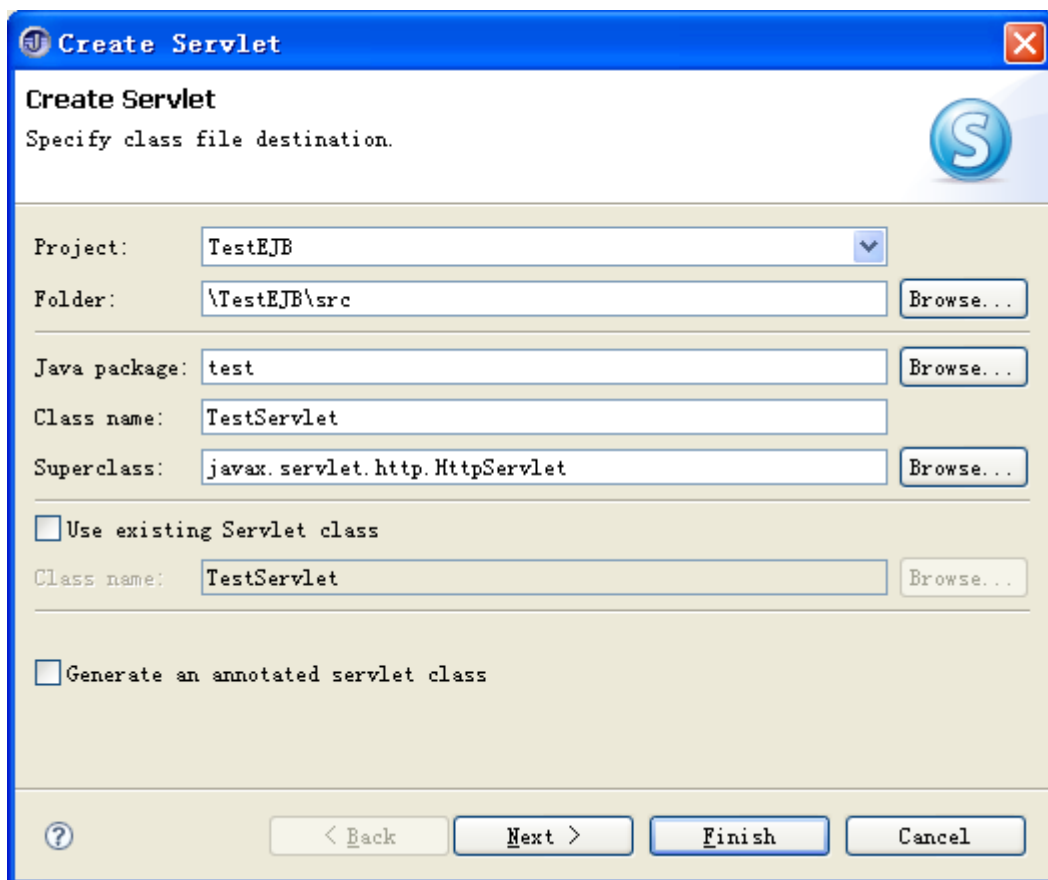 Create Servlet
Create Servlet
Specify class file destination.
Project: TestEJB
Folder: \TestEJB\src Browse...
Java package: test Browse...
Class name: TestServlet
Superclass: javax.servlet.http.HttpServlet Browse...
Use existing Servlet class
Class name: TestServlet Browse...
Generate an annotated servlet class
? < Back Next > Finish Cancel